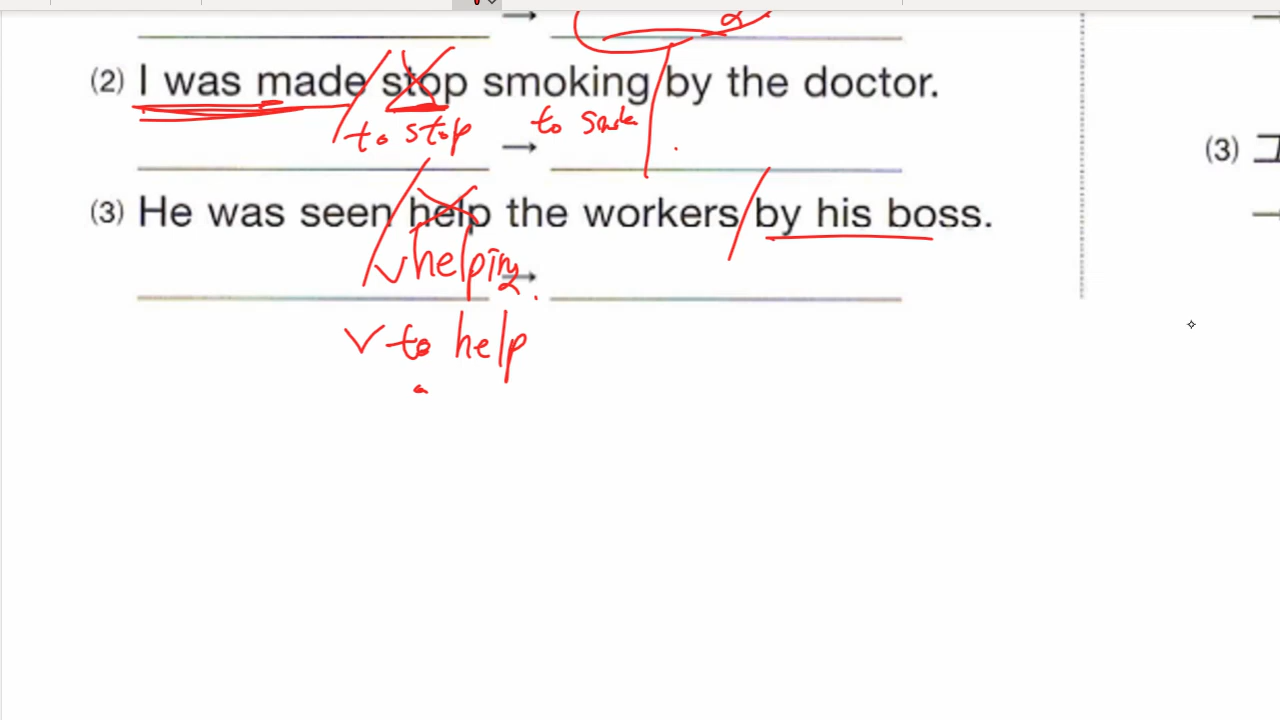 (2) I was made stop smoking by the doctor.
to stop → to
(3) He was seen help the workers by his boss.
helping →
to help
(3)